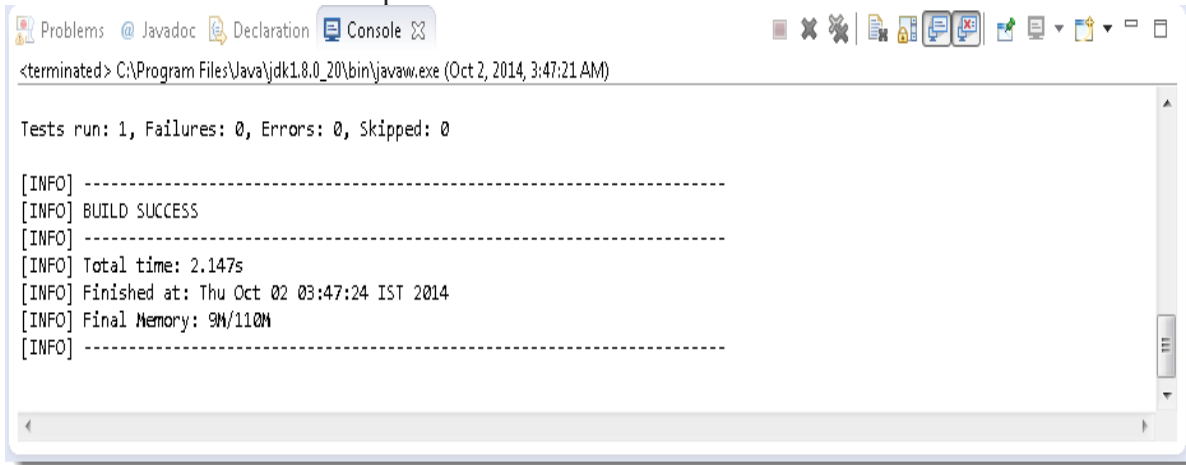 Problems @ Javadoc Declaration Console
<terminated> C:\Program Files\Java\jdk1.8.0_20\bin\javaw.exe (Oct 2, 2014, 3:47:21 AM)
Tests run: 1, Failures: 0, Errors: 0, Skipped: 0
[INFO] ------------------------------------------------------------------------
[INFO] BUILD SUCCESS
[INFO] ------------------------------------------------------------------------
[INFO] Total time: 2.147s
[INFO] Finished at: Thu Oct 02 03:47:24 IST 2014
[INFO] Final Memory: 9M/110M
[INFO] ------------------------------------------------------------------------